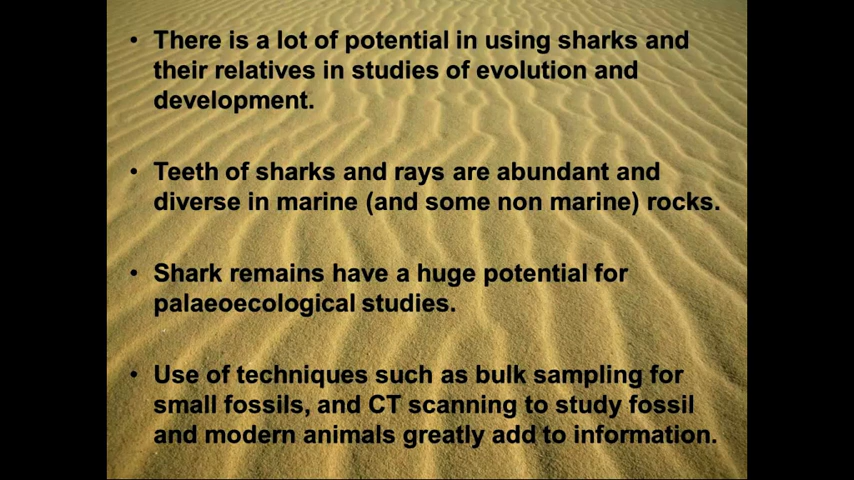 • There is a lot of potential in using sharks and
their relatives in studies of evolution and
development.
• Teeth of sharks and rays are abundant and
diverse in marine (and some non marine) rocks.
• Shark remains have a huge potential for
palaeoecological studies.
• Use of techniques such as bulk sampling for
small fossils, and CT scanning to study fossil
and modern animals greatly add to information.